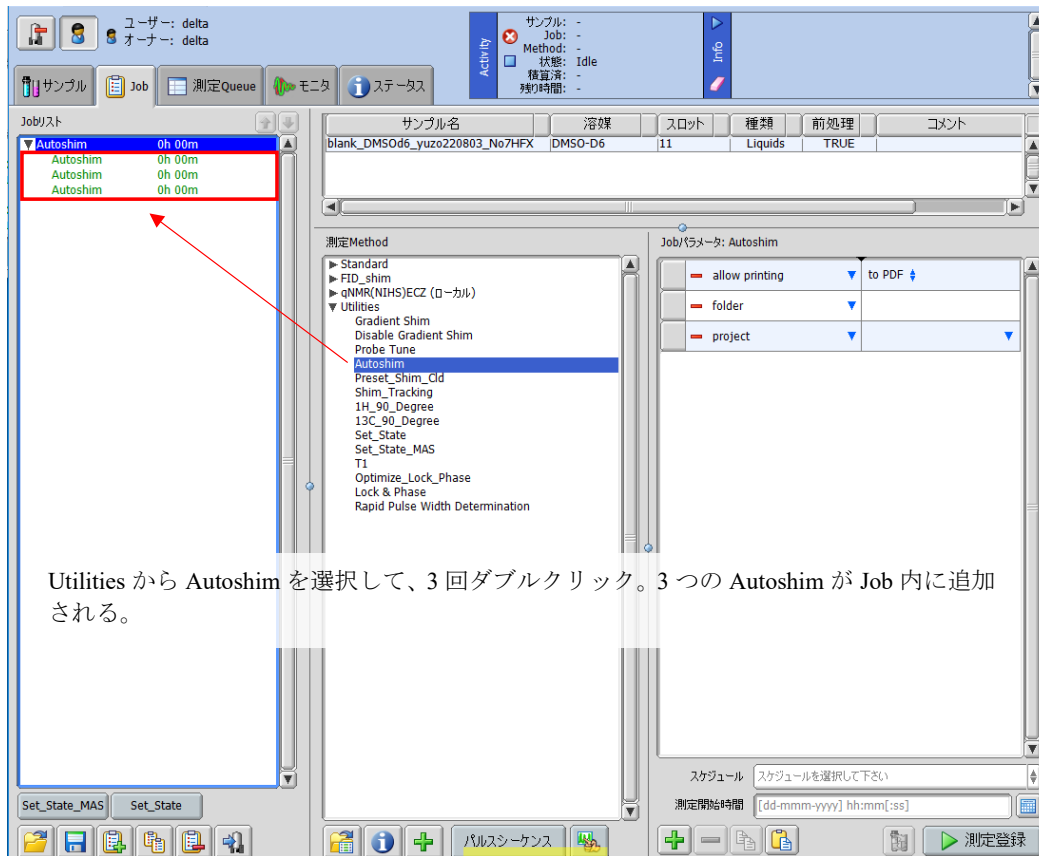 ユーザー: delta
オーナー: delta
Activity
サンプル: -
Job: -
Method: -
状態: Idle
積算済: -
残り時間: -
Info
サンプル
Job
測定Queue
モニタ
ステータス
Jobリスト
Autoshim 0h 00m
Autoshim 0h 00m
Autoshim 0h 00m
Autoshim 0h 00m
サンプル名 溶媒 スロット 種類 前処理 コメント
blank_DMSOd6_yuzo220803_No7HFX DMSO-D6 11 Liquids TRUE
測定Method
Standard
FID_shim
qNMR(NIHS)ECZ (ローカル)
Utilities
Gradient Shim
Disable Gradient Shim
Probe Tune
Autoshim
Preset_Shim_Cld
Shim_Tracking
1H_90_Degree
13C_90_Degree
Set_State
Set_State_MAS
T1
Optimize_Lock_Phase
Lock & Phase
Rapid Pulse Width Determination
Jobパラメータ: Autoshim
allow printing to PDF
folder
project
Utilities から Autoshim を選択して、3 回ダブルクリック。3 つの Autoshim が Job 内に追加
される。
スケジュール スケジュールを選択して下さい
測定開始時間 [dd-mmm-yyyy] hh:mm[:ss]
Set_State_MAS Set_State
パルスシーケンス
測定登録